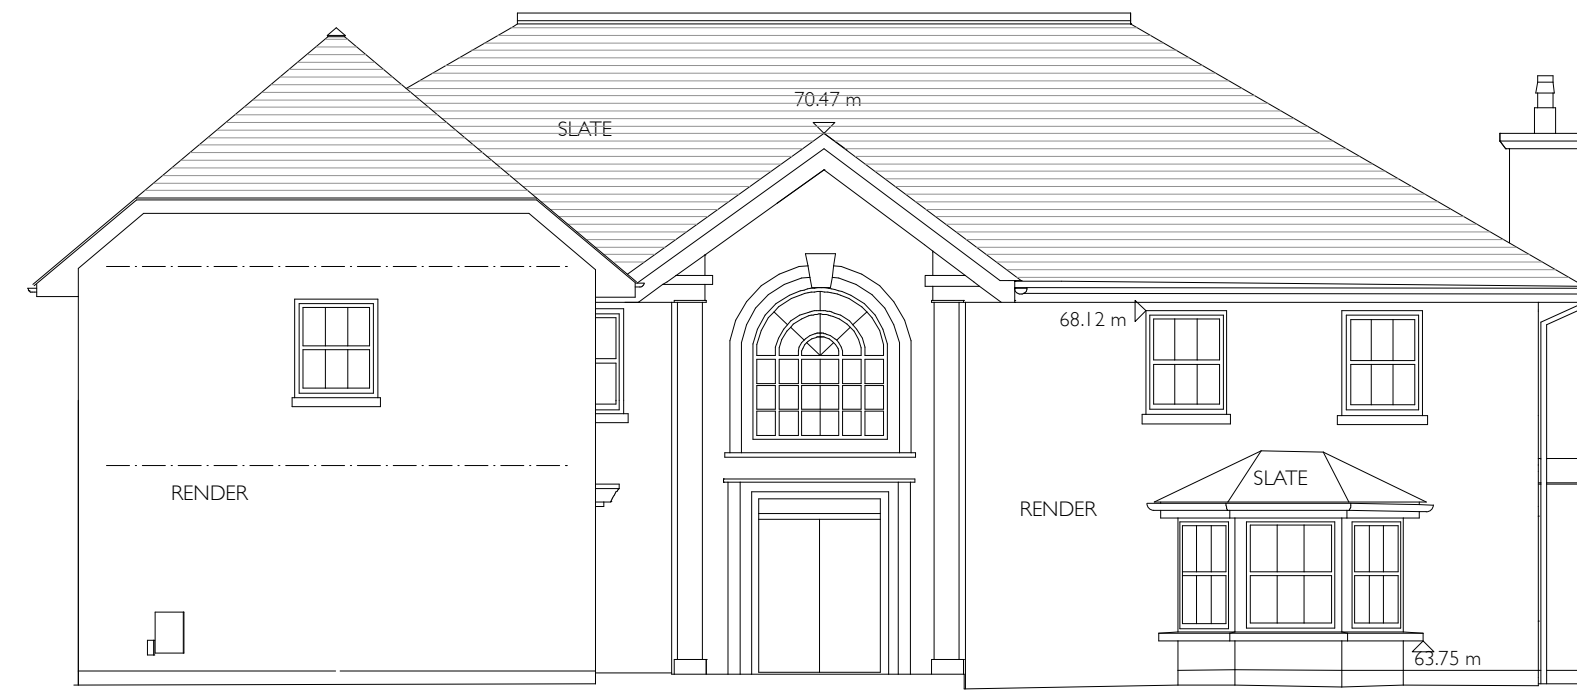 70.47 m
SLATE
68.12 m
SLATE
RENDER
RENDER
63.75 m